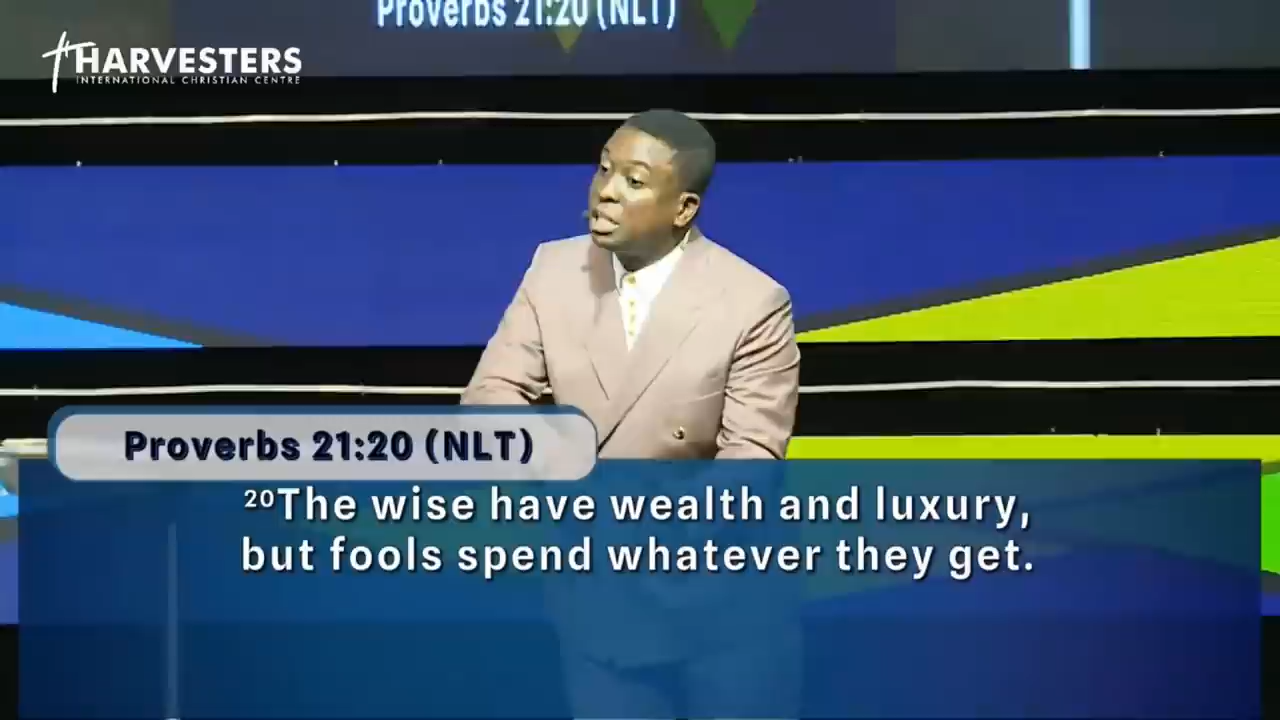 Proverbs 21:20 (NLT)
HARVESTERS
INTERNATIONAL CHRISTIAN CENTRE
Proverbs 21:20 (NLT)
²⁰The wise have wealth and luxury,
but fools spend whatever they get.